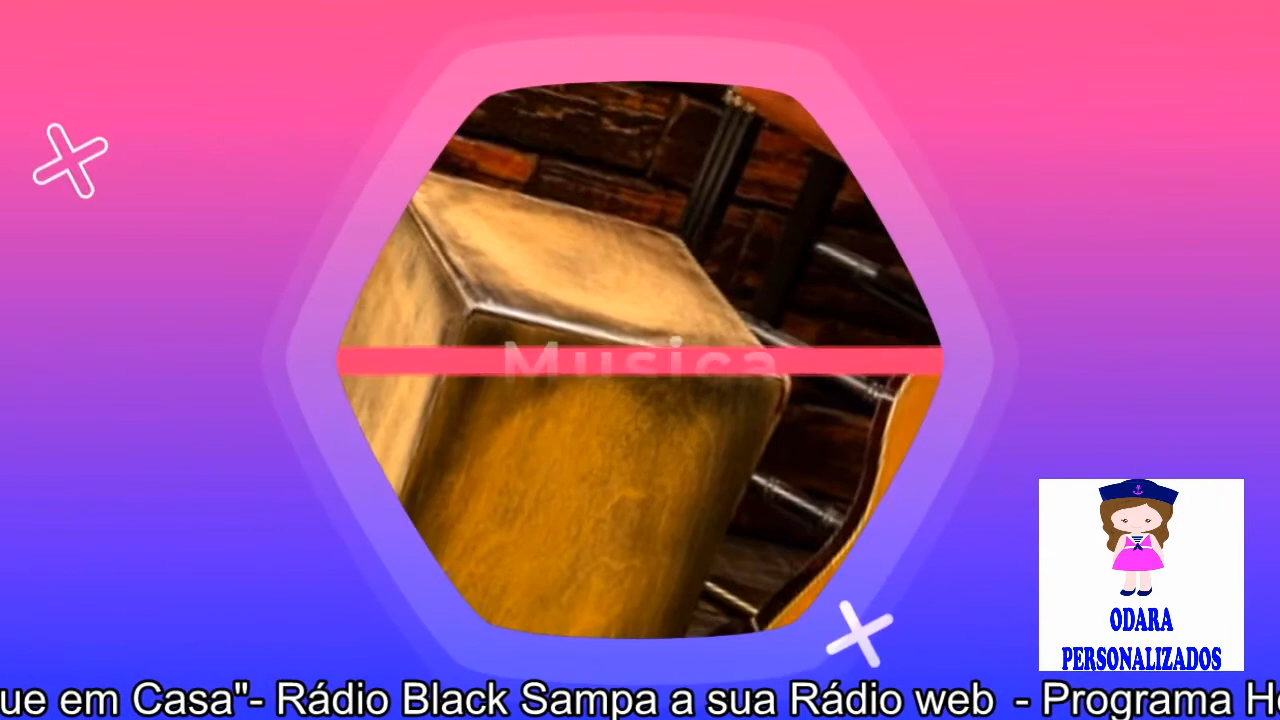 Musica
ODARA
PERSONALIZADOS
ue em Casa"- Rádio Black Sampa a sua Rádio web - Programa H